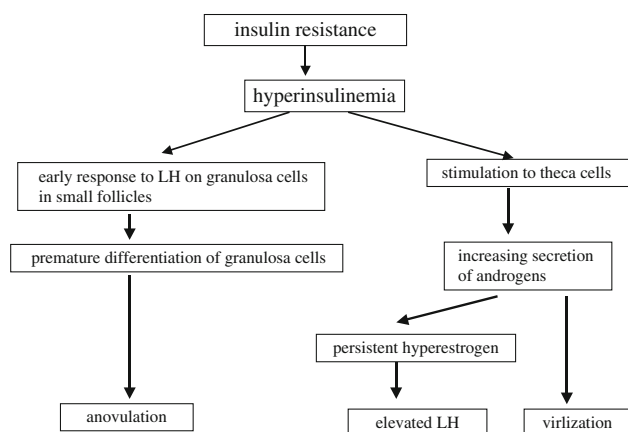 insulin resistance
hyperinsulinemia
early response to LH on granulosa cells
in small follicles
stimulation to theca cells
premature differentiation of granulosa cells
increasing secretion
of androgens
persistent hyperestrogen
anovulation
elevated LH
virlization